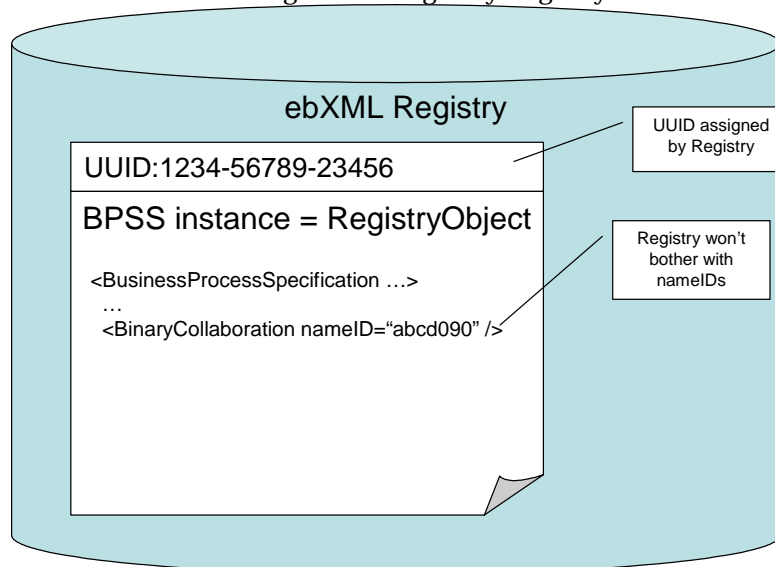 ebXML Registry
UUID assigned
by Registry
UUID:1234-56789-23456
BPSS instance = RegistryObject
Registry won’t
bother with
nameIDs
<BusinessProcessSpecification …>
…
<BinaryCollaboration nameID=“abcd090” />